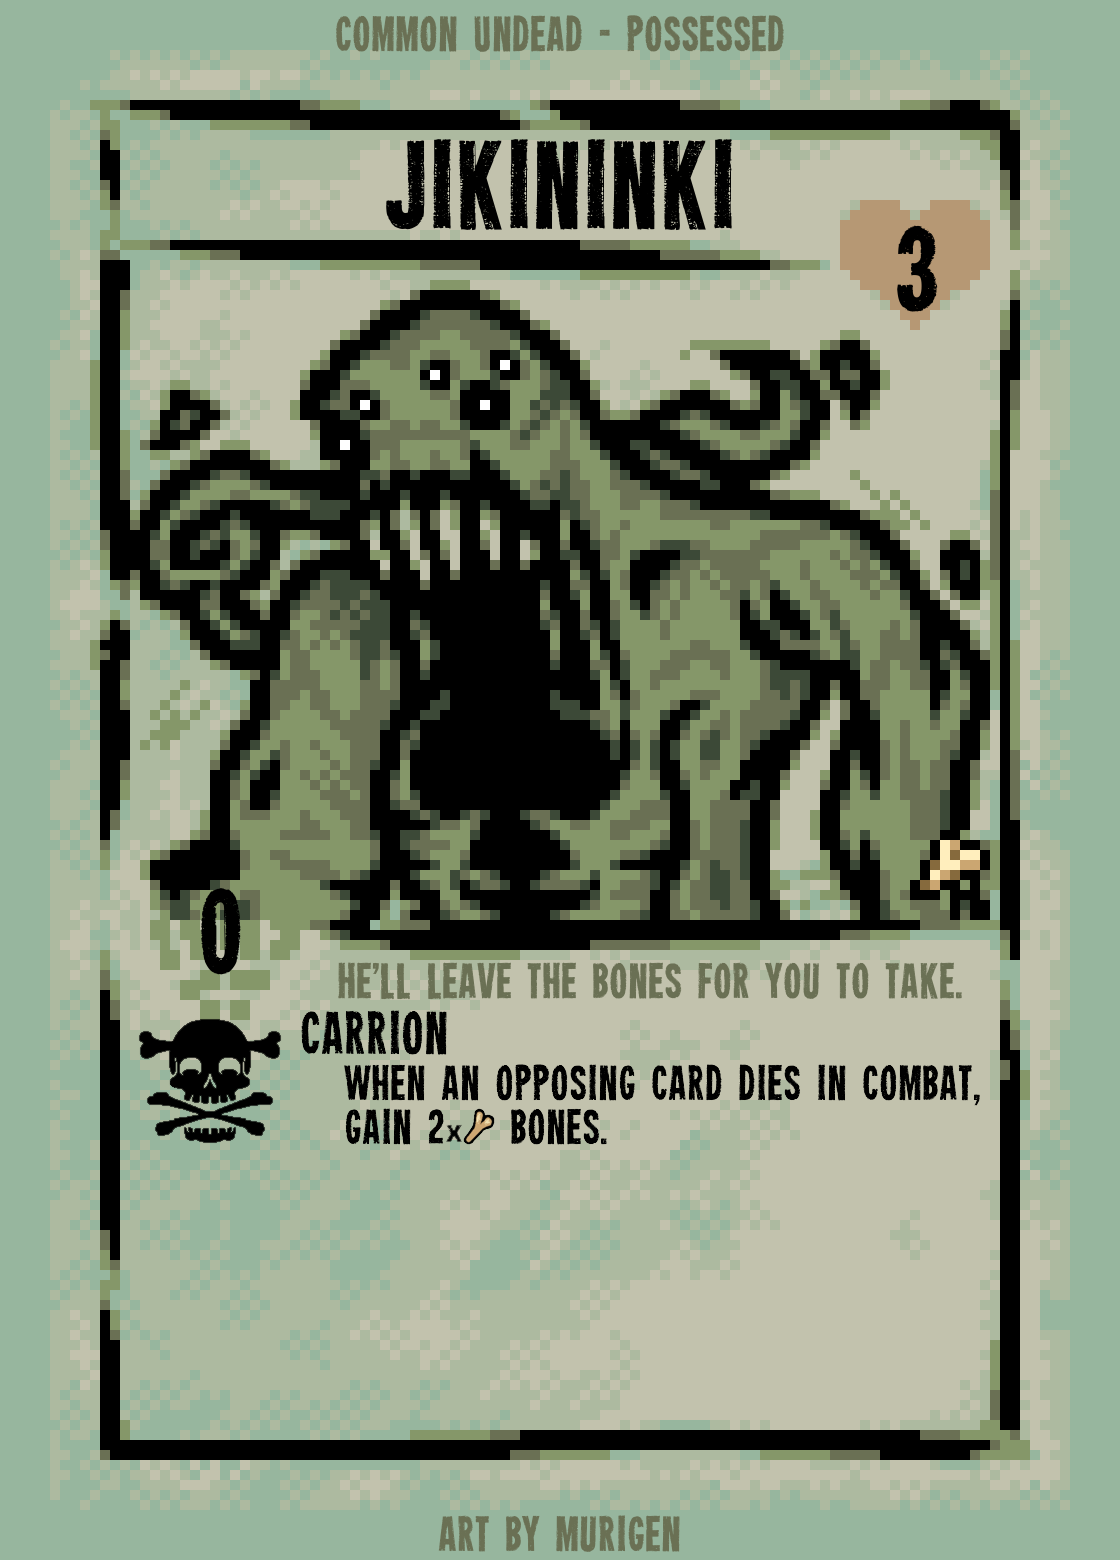 COMMON UNDEAD - POSSESSED
JIKININKI
3
0
HE'LL LEAVE THE BONES FOR YOU TO TAKE.
CARRION
WHEN AN OPPOSING CARD DIES IN COMBAT,
GAIN 2x BONES.
ART BY MURIGEN